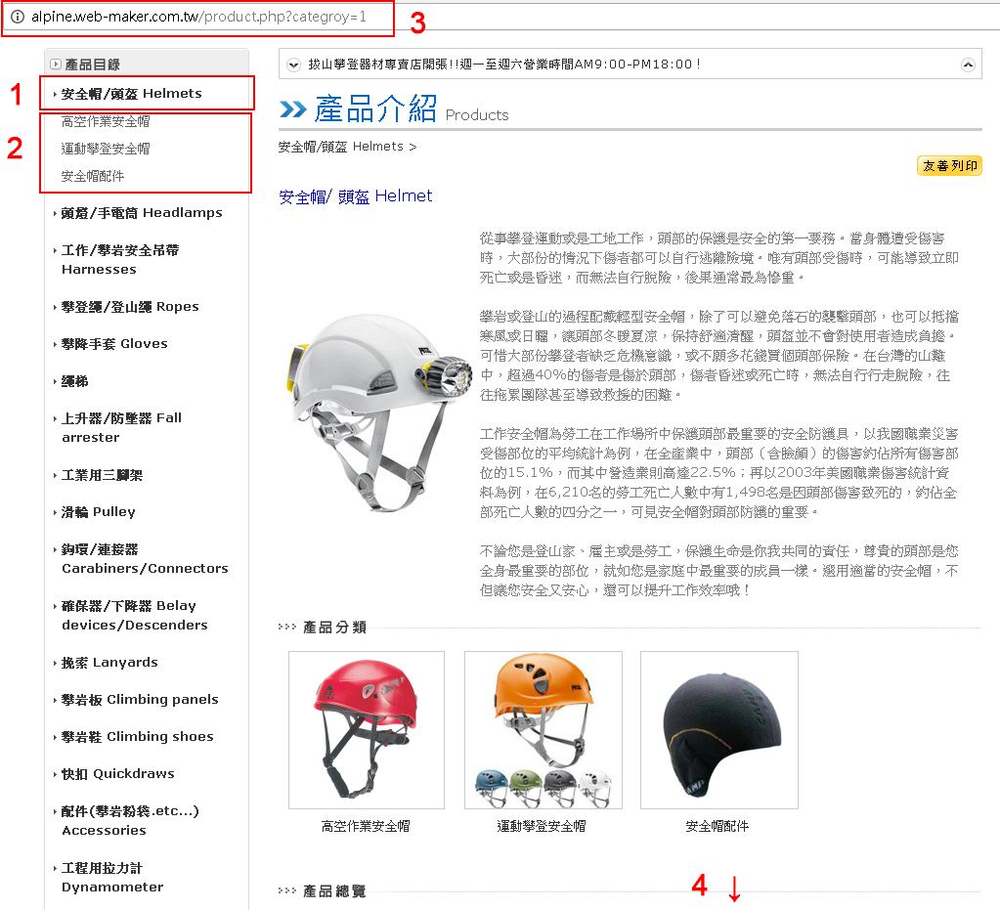 alpine.web-maker.com.tw/product.php?categroy=1
3
產品目錄
1
安全帽/頭盔 Helmets
2
高空作業安全帽
運動攀登安全帽
安全帽配件
頭燈/手電筒 Headlamps
工作/攀岩安全吊帶
Harnesses
攀登繩/登山繩 Ropes
攀降手套 Gloves
繩梯
上升器/防墜器 Fall
arrester
工業用三腳架
滑輪 Pulley
鉤環/連接器
Carabiners/Connectors
確保器/下降器 Belay
devices/Descenders
挽索 Lanyards
攀岩板 Climbing panels
攀岩鞋 Climbing shoes
快扣 Quickdraws
配件(攀岩粉袋.etc...)
Accessories
工程用拉力計
Dynamometer
拔山攀登器材專賣店開張!!週一至週六營業時間AM9:00-PM18:00！
產品介紹 Products
安全帽/頭盔 Helmets >
友善列印
安全帽/ 頭盔 Helmet
從事攀登運動或是工地工作，頭部的保護是安全的第一要務。當身體遭受傷害
時，大部份的情況下傷者都可以自行逃離險境。唯有頭部受傷時，可能導致立即
死亡或是昏迷，而無法自行脫險，後果通常最為慘重。
攀岩或登山的過程配戴輕型安全帽，除了可以避免落石的襲擊頭部，也可以抵擋
寒風或日曬，讓頭部冬暖夏涼，保持舒適清醒，頭盔並不會對使用者造成負擔。
可惜大部份攀登者缺乏危機意識，或不願多花錢買個頭部保險。在台灣的山難
中，超過40%的傷者是傷於頭部，傷者昏迷或死亡時，無法自行行走脫險，往
往拖累團隊甚至導致救援的困難。
工作安全帽為勞工在工作場所中保護頭部最重要的安全防護具，以我國職業災害
受傷部位的平均統計為例，在全產業中，頭部（含臉顏）的傷害約佔所有傷害部
位的15.1%，而其中營造業則高達22.5%；再以2003年美國職業傷害統計資
料為例，在6,210名的勞工死亡人數中有1,498名是因頭部傷害致死的，約佔全
部死亡人數的四分之一，可見安全帽對頭部防護的重要。
不論您是登山家、雇主或是勞工，保護生命是你我共同的責任，尊貴的頭部是您
全身最重要的部位，就如您是家庭中最重要的成員一樣。選用適當的安全帽，不
但讓您安全又安心，還可以提升工作效率哦！
PETZL
產品分類
高空作業安全帽
運動攀登安全帽
安全帽配件
產品總覽
4 ↓